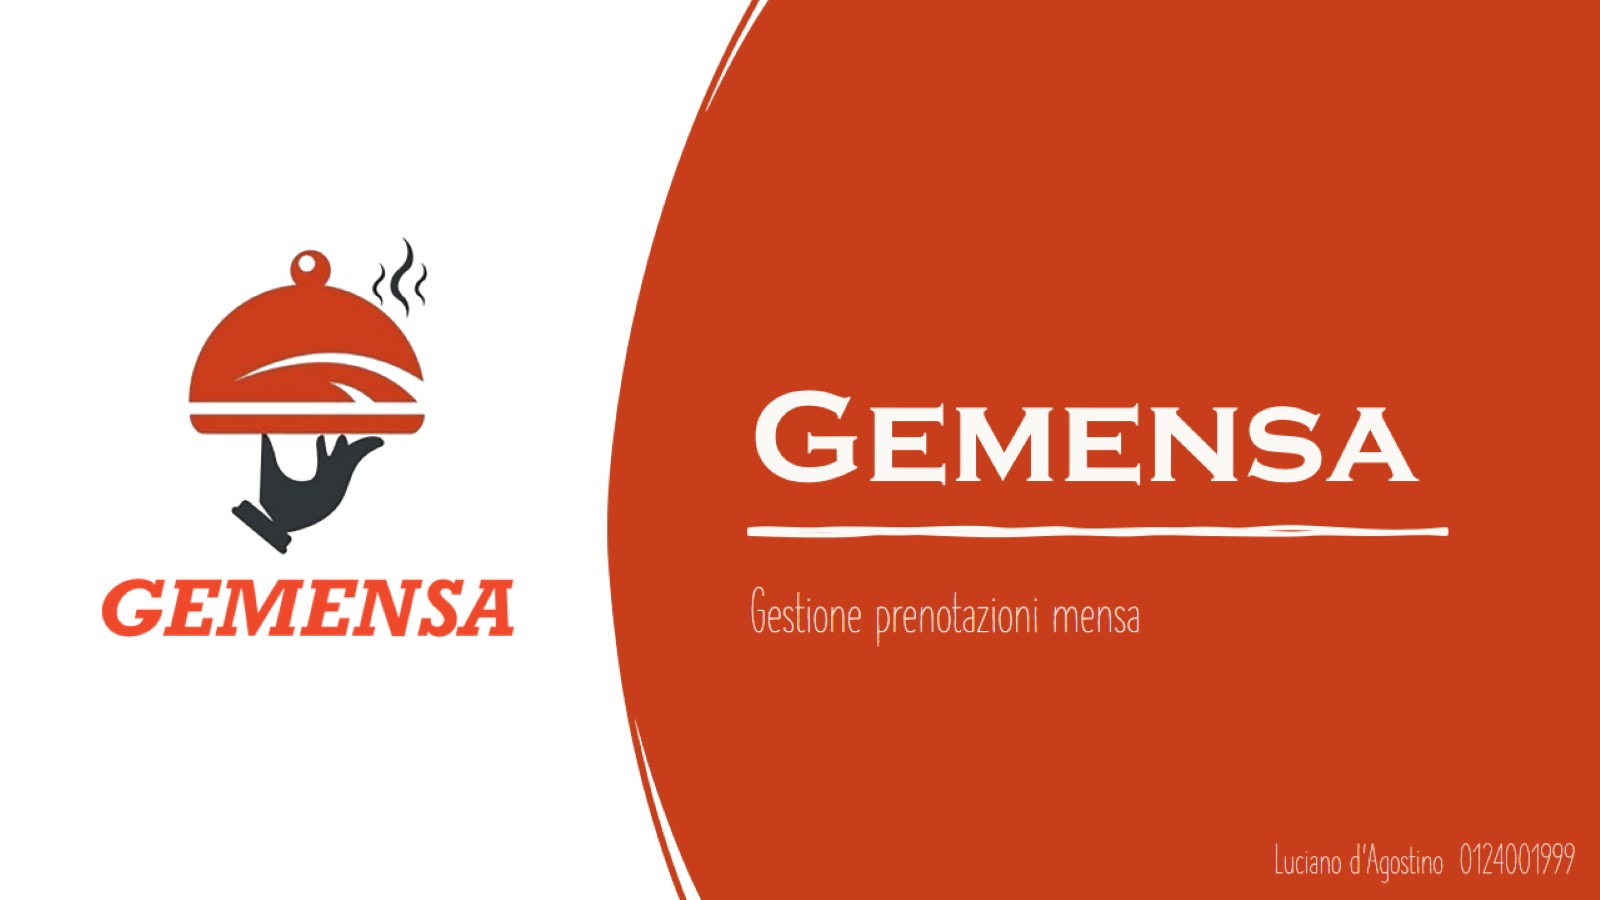 GEMENSA
GEMENSA
Gestione prenotazioni mensa
Luciano d'Agostino 0124001999